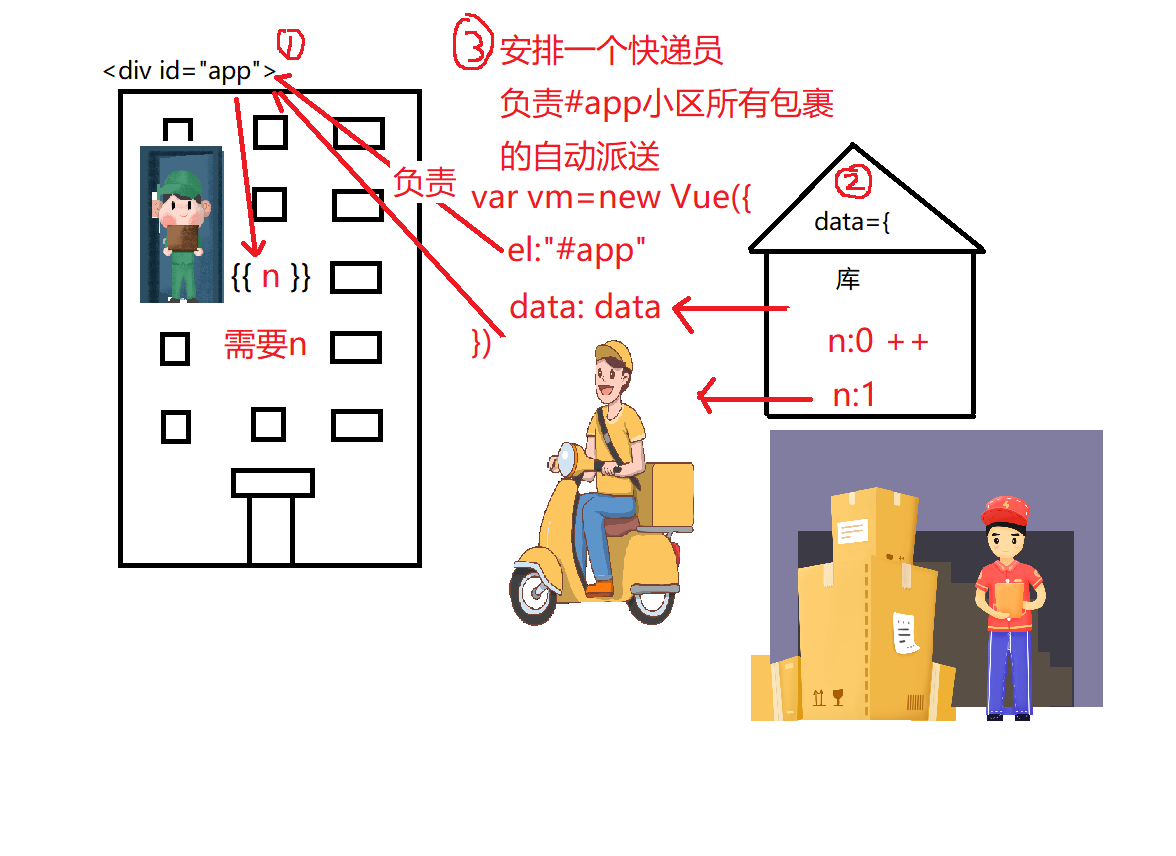 ①
<div id="app">
{{ n }}
需要n
负责
③ 安排一个快递员
负责#app小区所有包裹
的自动派送
var vm=new Vue({
el:"#app"
data: data
})
②
data={
库
n:0 ++
n:1